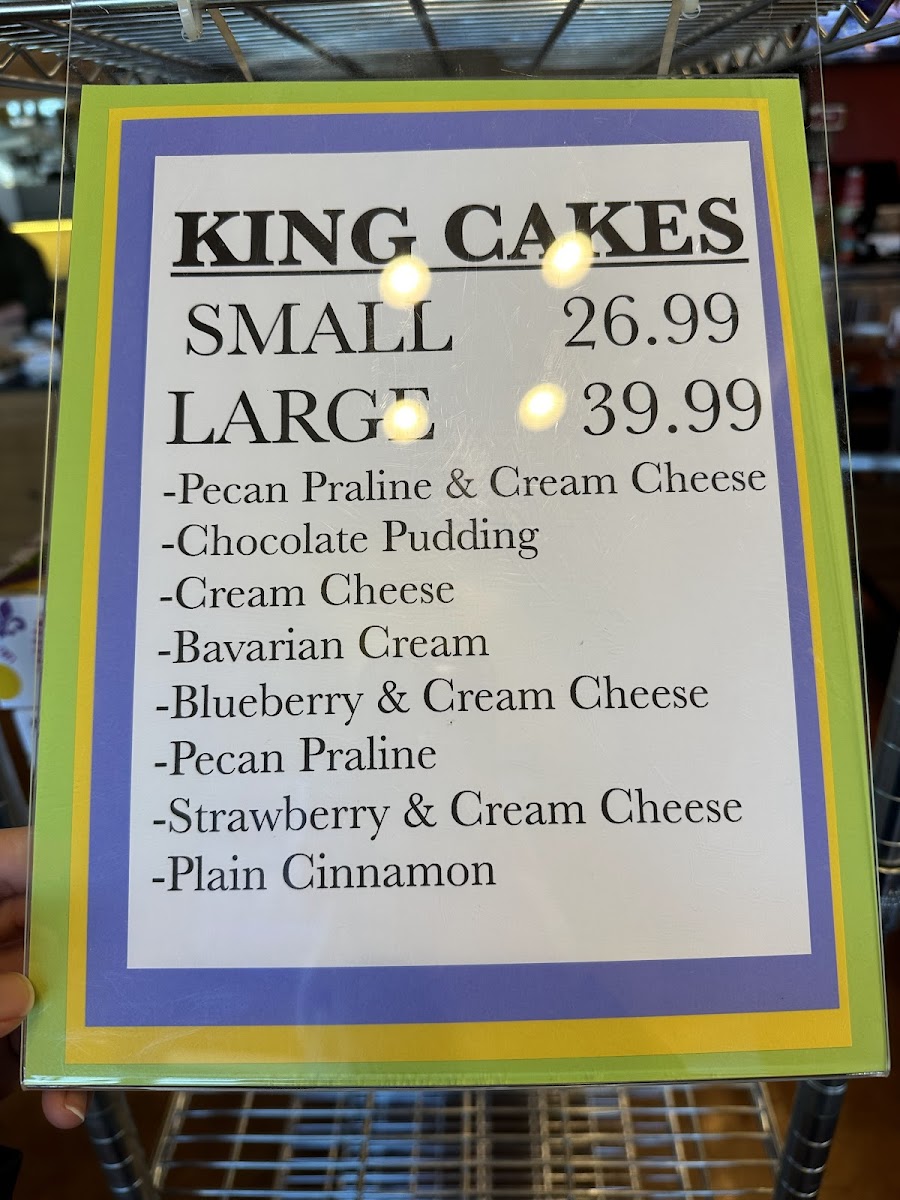 KING CAKES
SMALL 26.99
LARGE 39.99
-Pecan Praline & Cream Cheese
-Chocolate Pudding
-Cream Cheese
-Bavarian Cream
-Blueberry & Cream Cheese
-Pecan Praline
-Strawberry & Cream Cheese
-Plain Cinnamon